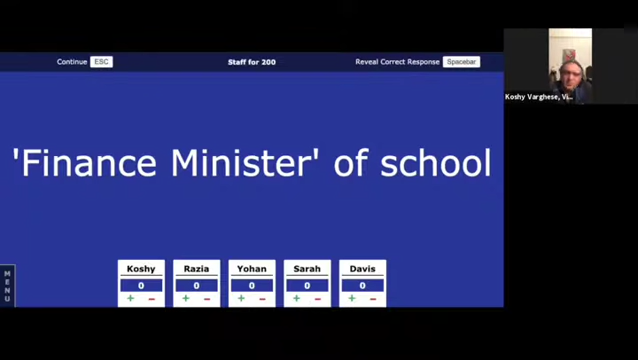 Continue ESC Staff for 200 Reveal Correct Response Spacebar
'Finance Minister' of school
Koshy Razia Yohan Sarah Davis
0 0 0 0 0
+ − + − + − + − + −
MENU
Koshy Varghese, Vi...